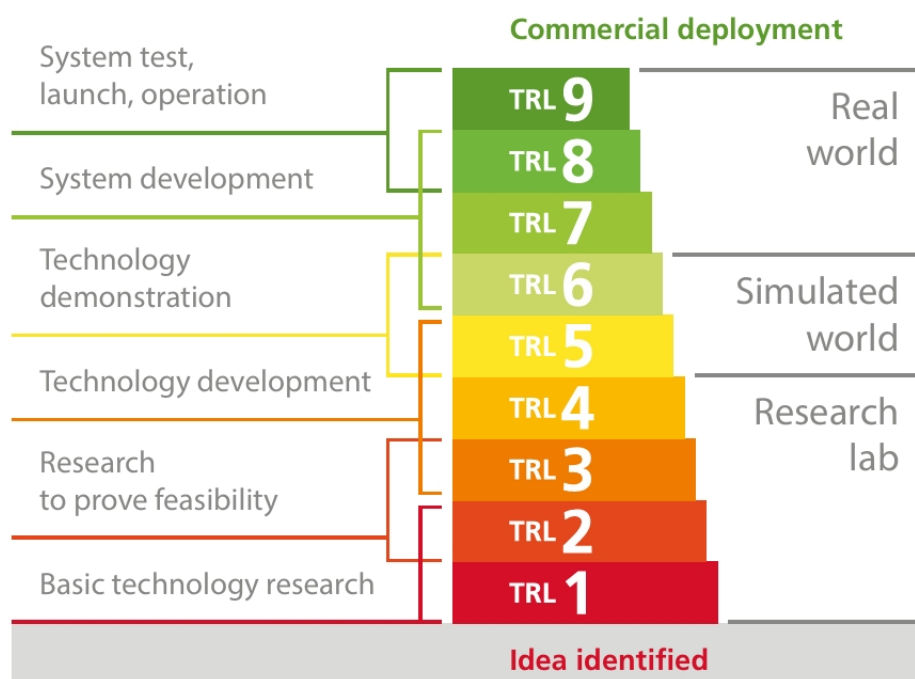 Commercial deployment
System test,
launch, operation
System development
Technology
demonstration
Technology development
Research
to prove feasibility
Basic technology research
TRL 9
TRL 8
TRL 7
TRL 6
TRL 5
TRL 4
TRL 3
TRL 2
TRL 1
Real
world
Simulated
world
Research
lab
Idea identified